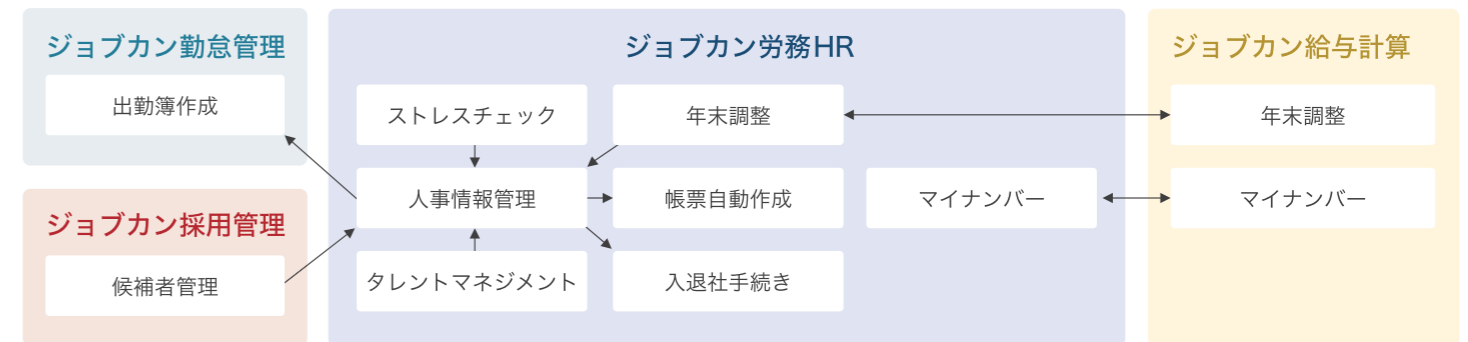 ジョブカン勤怠管理
出勤簿作成
ジョブカン採用管理
候補者管理
ジョブカン労務HR
ストレスチェック
年末調整
人事情報管理
帳票自動作成
マイナンバー
タレントマネジメント
入退社手続き
ジョブカン給与計算
年末調整
マイナンバー